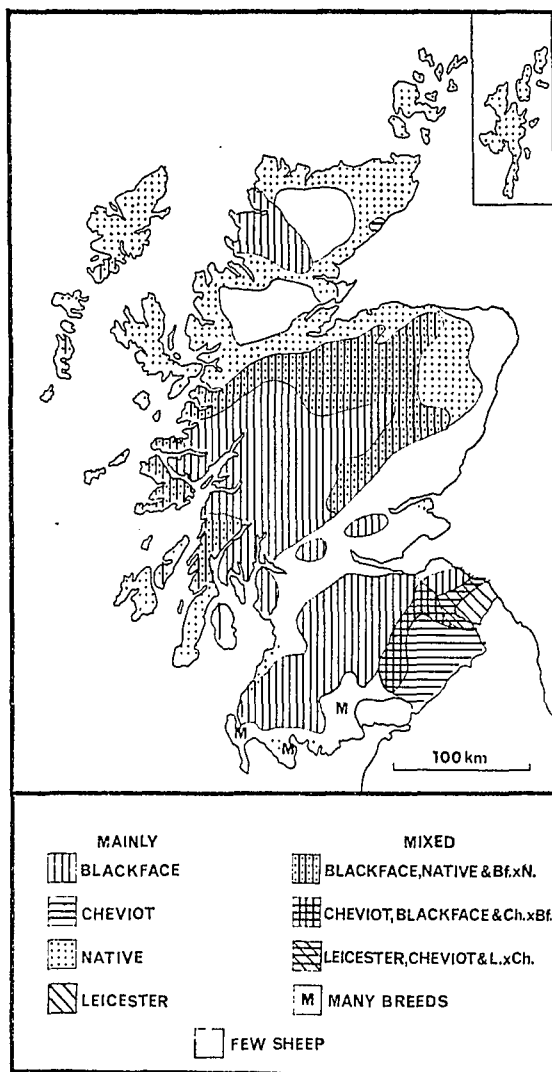 M
M
M
100 km
MAINLY
BLACKFACE
CHEVIOT
NATIVE
LEICESTER
MIXED
BLACKFACE,NATIVE &Bf.xN.
CHEVIOT, BLACKFACE &Ch.xBf.
LEICESTER,CHEVIOT& L.xCh.
M MANY BREEDS
FEW SHEEP